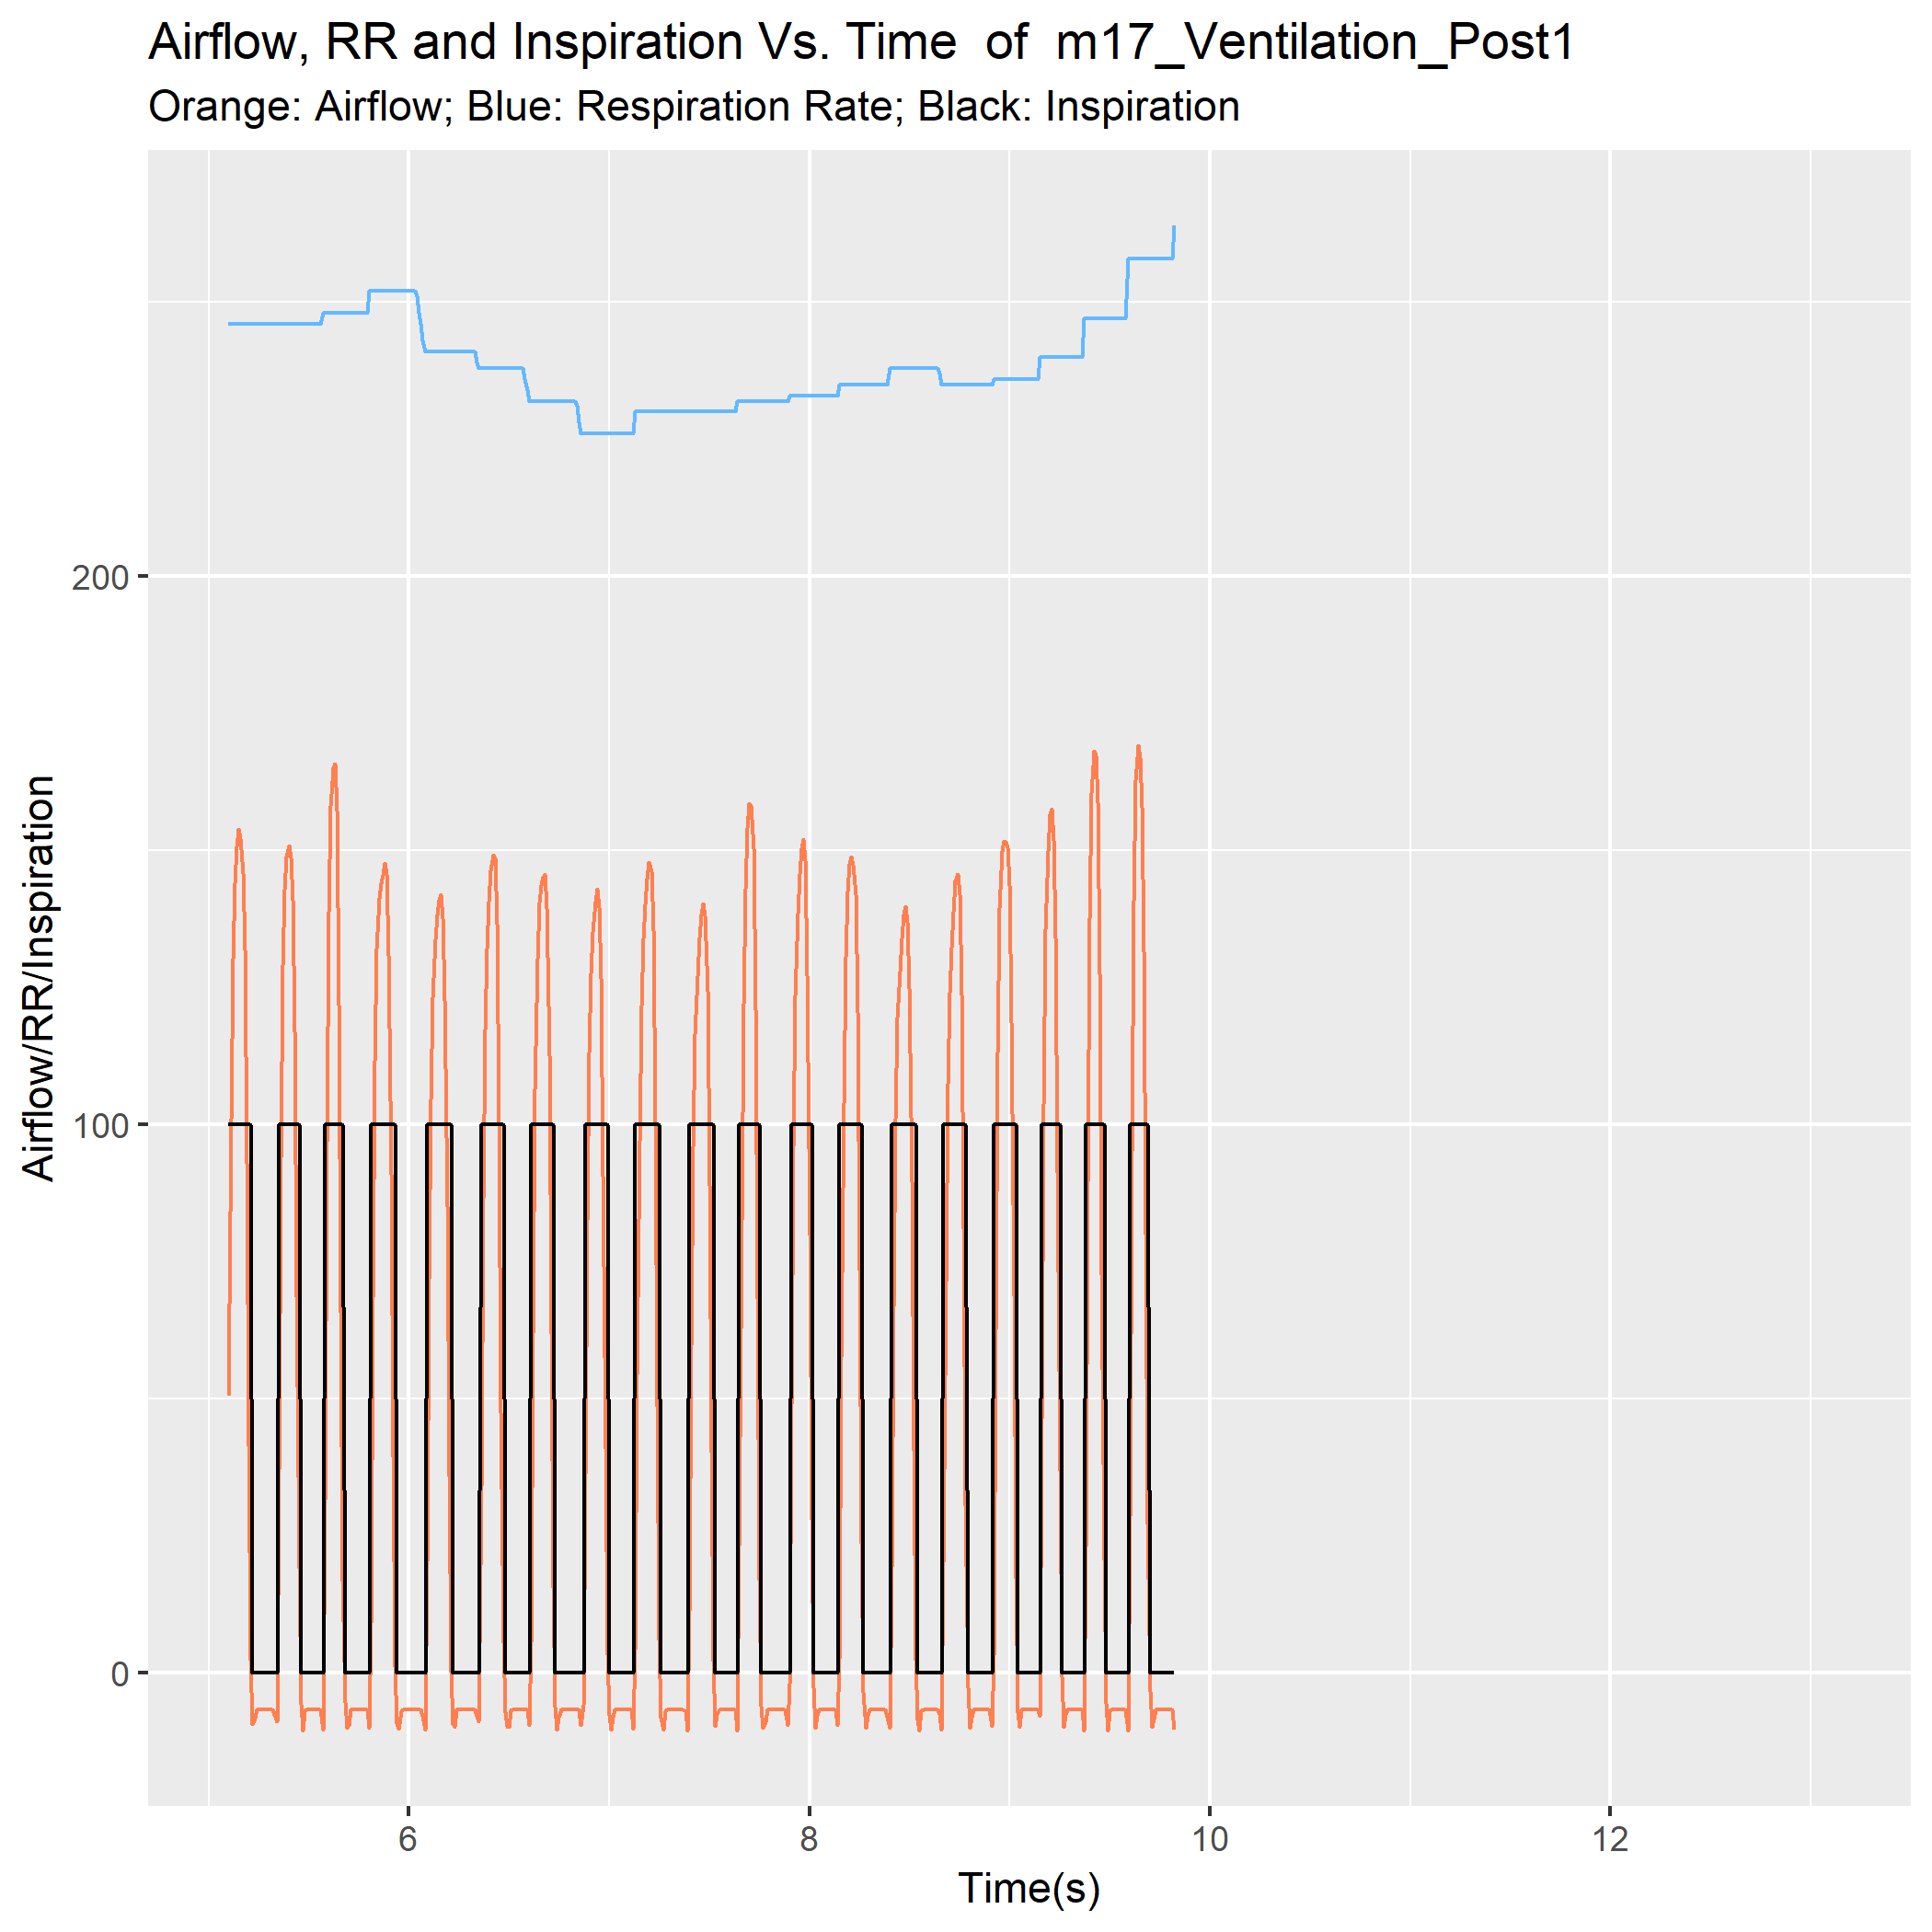 Airflow, RR and Inspiration Vs. Time  of  m17_Ventilation_Post1
Orange: Airflow; Blue: Respiration Rate; Black: Inspiration
Airflow/RR/Inspiration
200
100
0
6
8
10
12
Time(s)